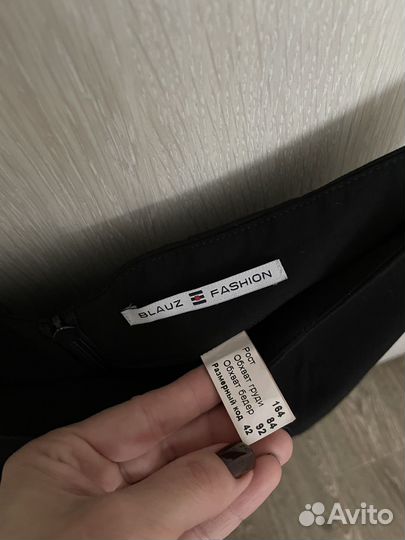 BLAUZ FASHION
Рост 164
Обхват груди 84
Обхват бедер 92
Размерный код 42
Avito